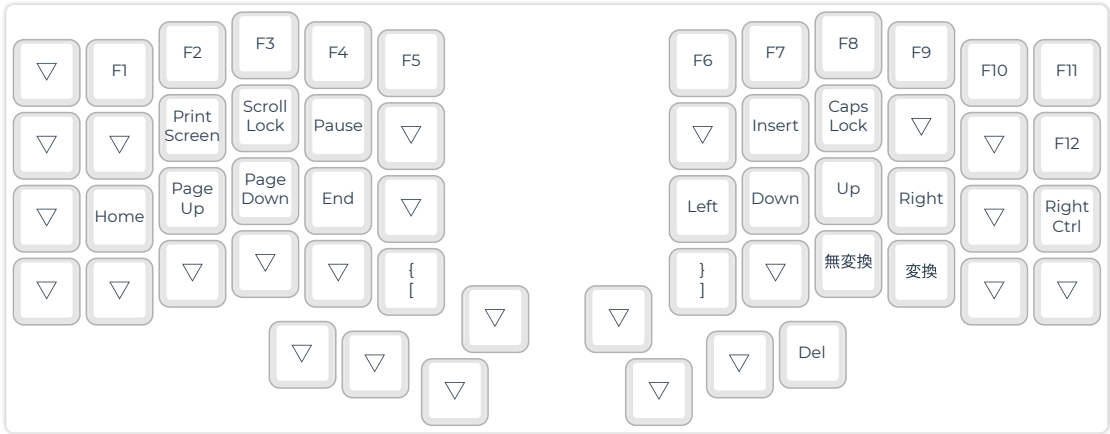 F1
F2
F3
F4
F5
F6
F7
F8
F9
F10
F11
Print
Screen
Scroll
Lock
Pause
Insert
Caps
Lock
F12
Home
Page
Up
Page
Down
End
Left
Down
Up
Right
Right
Ctrl
{
[
}
]
無変換
変換
Del